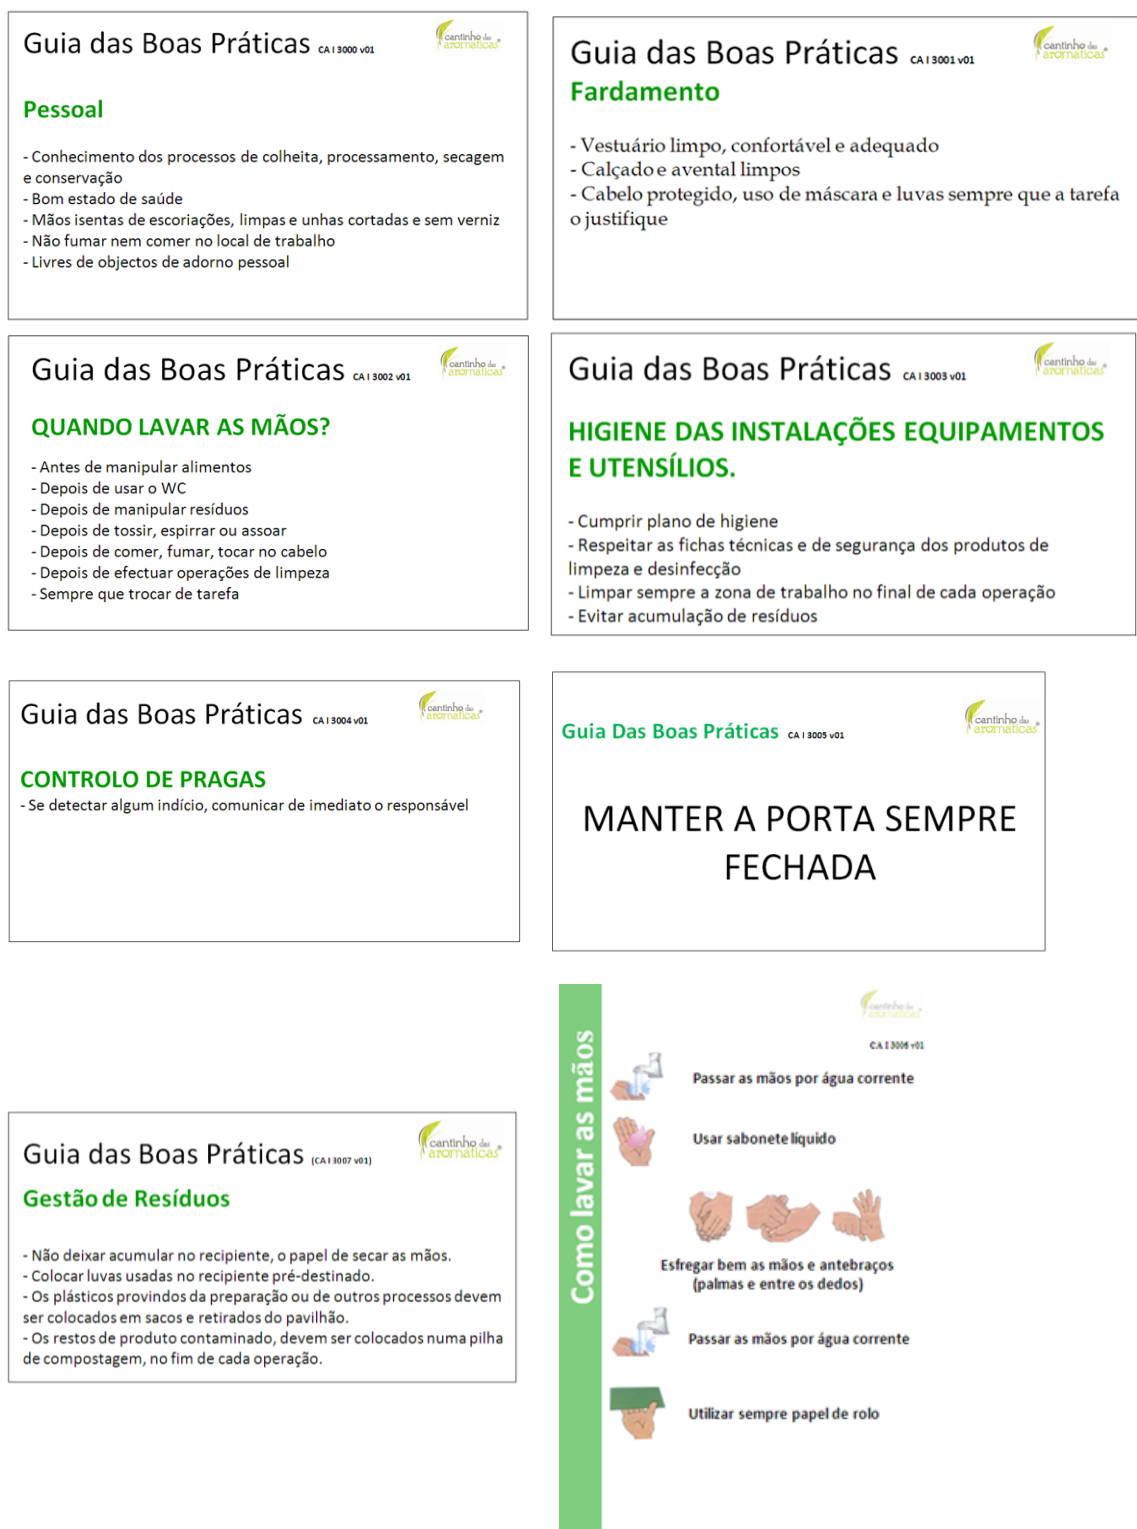 Guia das Boas Práticas CA I 3000 v01
cantinho das
aromáticas®
Pessoal
- Conhecimento dos processos de colheita, processamento, secagem
e conservação
- Bom estado de saúde
- Mãos isentas de escoriações, limpas e unhas cortadas e sem verniz
- Não fumar nem comer no local de trabalho
- Livres de objectos de adorno pessoal
Guia das Boas Práticas CA I 3001 v01
cantinho das
aromáticas®
Fardamento
- Vestuário limpo, confortável e adequado
- Calçado e avental limpos
- Cabelo protegido, uso de máscara e luvas sempre que a tarefa
o justifique
Guia das Boas Práticas CA I 3002 v01
cantinho das
aromáticas®
QUANDO LAVAR AS MÃOS?
- Antes de manipular alimentos
- Depois de usar o WC
- Depois de manipular resíduos
- Depois de tossir, espirrar ou assoar
- Depois de comer, fumar, tocar no cabelo
- Depois de efectuar operações de limpeza
- Sempre que trocar de tarefa
Guia das Boas Práticas CA I 3003 v01
cantinho das
aromáticas®
HIGIENE DAS INSTALAÇÕES EQUIPAMENTOS
E UTENSÍLIOS.
- Cumprir plano de higiene
- Respeitar as fichas técnicas e de segurança dos produtos de
limpeza e desinfecção
- Limpar sempre a zona de trabalho no final de cada operação
- Evitar acumulação de resíduos
Guia das Boas Práticas CA I 3004 v01
cantinho das
aromáticas®
CONTROLO DE PRAGAS
- Se detectar algum indício, comunicar de imediato o responsável
Guia Das Boas Práticas CA I 3005 v01
cantinho das
aromáticas®
MANTER A PORTA SEMPRE
FECHADA
Guia das Boas Práticas (CA I 3007 v01)
cantinho das
aromáticas®
Gestão de Resíduos
- Não deixar acumular no recipiente, o papel de secar as mãos.
- Colocar luvas usadas no recipiente pré-destinado.
- Os plásticos provindos da preparação ou de outros processos devem
ser colocados em sacos e retirados do pavilhão.
- Os restos de produto contaminado, devem ser colocados numa pilha
de compostagem, no fim de cada operação.
Como lavar as mãos
cantinho das
aromáticas®
CA I 3006 v01
Passar as mãos por água corrente
Usar sabonete líquido
Esfregar bem as mãos e antebraços
(palmas e entre os dedos)
Passar as mãos por água corrente
Utilizar sempre papel de rolo